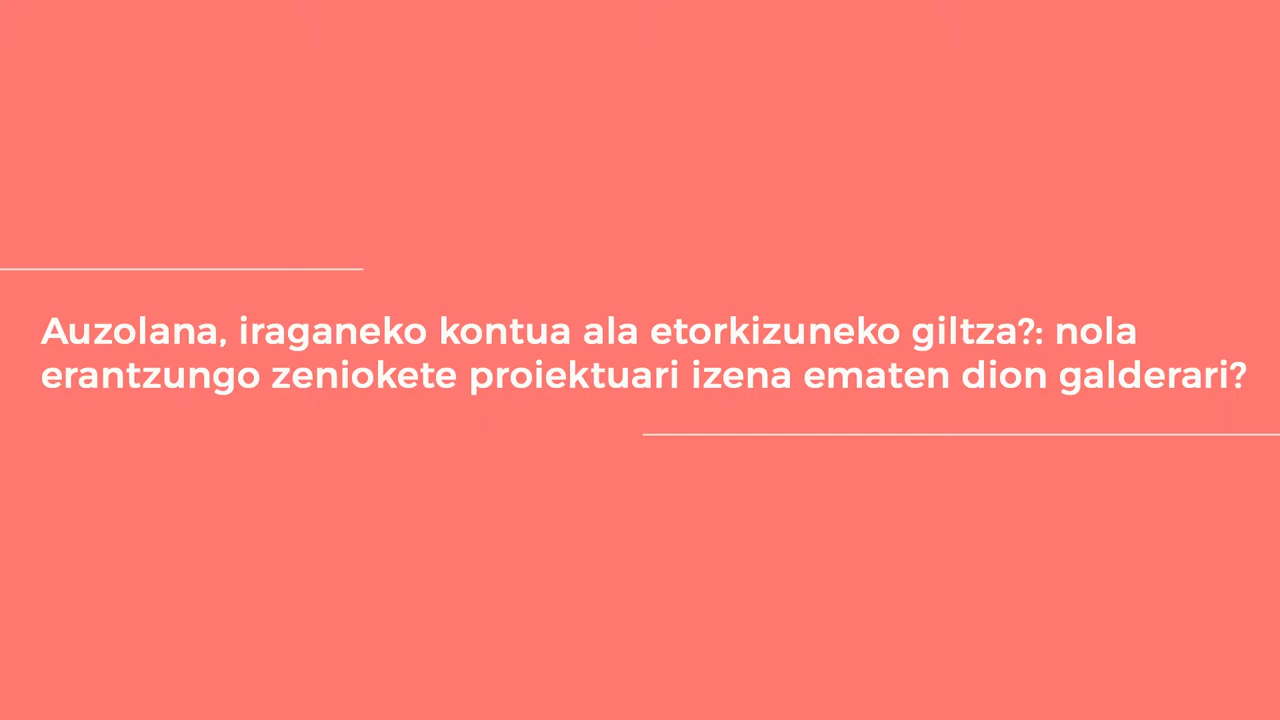 Auzolana, iraganeko kontua ala etorkizuneko giltza?: nola
erantzungo zeniokete proiektuari izena ematen dion galderari?